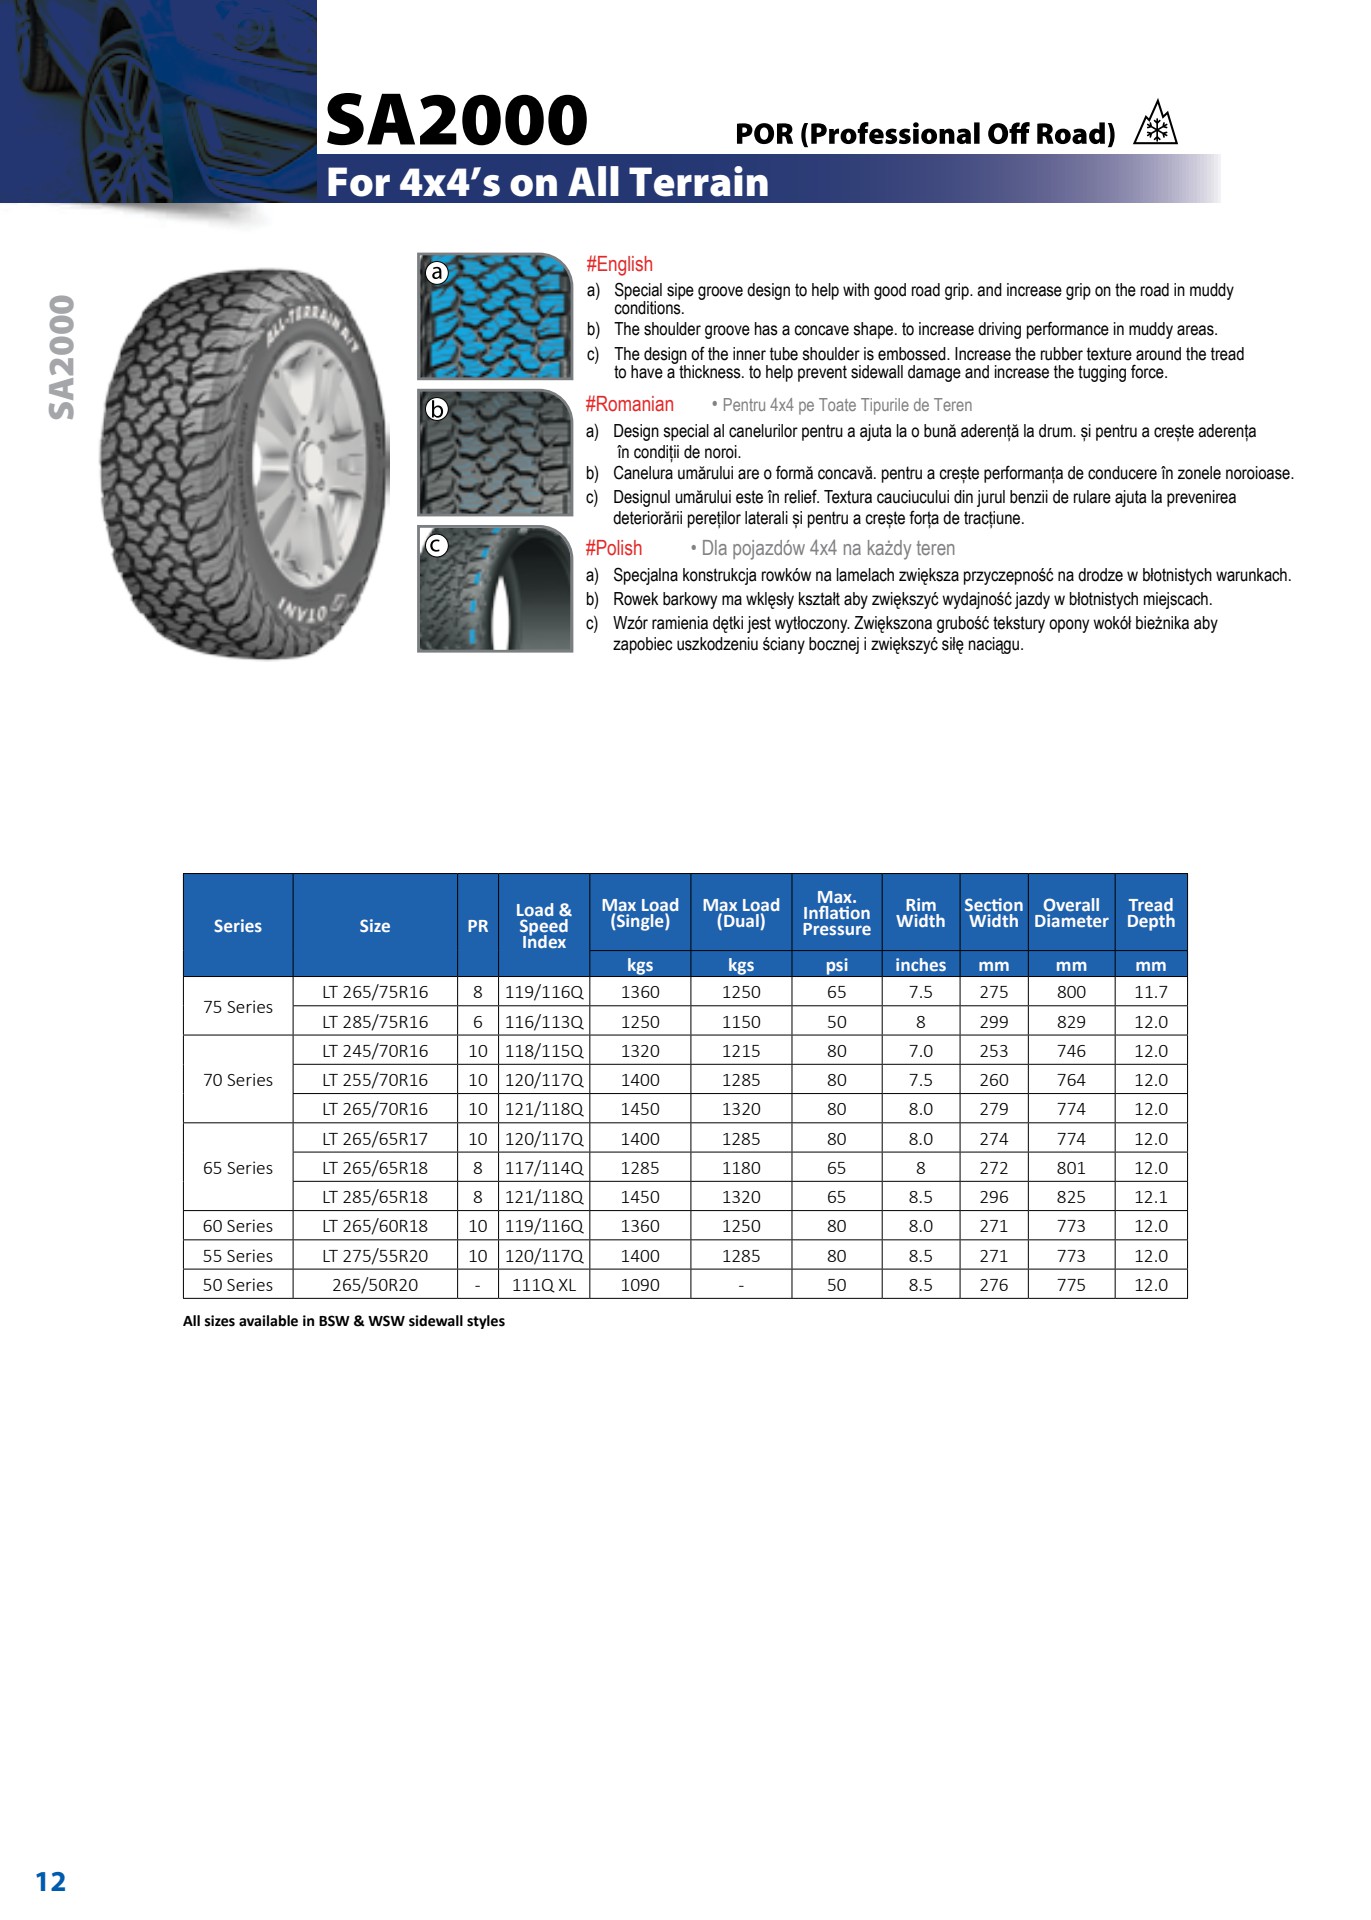 SA2000
POR (Professional Off Road)
For 4x4’s on All Terrain
SA2000
ALL-TERRAIN A/T
OTANI
a
b
c
#English
a) Special sipe groove design to help with good road grip. and increase grip on the road in muddy
conditions.
b) The shoulder groove has a concave shape. to increase driving performance in muddy areas.
c) The design of the inner tube shoulder is embossed. Increase the rubber texture around the tread
to have a thickness. to help prevent sidewall damage and increase the tugging force.
#Romanian • Pentru 4x4 pe Toate Tipurile de Teren
a) Design special al canelurilor pentru a ajuta la o bună aderență la drum. și pentru a crește aderența
în condiții de noroi.
b) Canelura umărului are o formă concavă. pentru a crește performanța de conducere în zonele noroioase.
c) Designul umărului este în relief. Textura cauciucului din jurul benzii de rulare ajuta la prevenirea
deteriorării pereților laterali și pentru a crește forța de tracțiune.
#Polish • Dla pojazdów 4x4 na każdy teren
a) Specjalna konstrukcja rowków na lamelach zwiększa przyczepność na drodze w błotnistych warunkach.
b) Rowek barkowy ma wklęsły kształt aby zwiększyć wydajność jazdy w błotnistych miejscach.
c) Wzór ramienia dętki jest wytłoczony. Zwiększona grubość tekstury opony wokół bieżnika aby
zapobiec uszkodzeniu ściany bocznej i zwiększyć siłę naciągu.
Series Size PR Load & Speed Index Max Load (Single) Max Load (Dual) Max. Inflation Pressure Rim Width Section Width Overall Diameter Tread Depth
kgs kgs psi inches mm mm mm
75 Series LT 265/75R16 8 119/116Q 1360 1250 65 7.5 275 800 11.7
LT 285/75R16 6 116/113Q 1250 1150 50 8 299 829 12.0
70 Series LT 245/70R16 10 118/115Q 1320 1215 80 7.0 253 746 12.0
LT 255/70R16 10 120/117Q 1400 1285 80 7.5 260 764 12.0
LT 265/70R16 10 121/118Q 1450 1320 80 8.0 279 774 12.0
65 Series LT 265/65R17 10 120/117Q 1400 1285 80 8.0 274 774 12.0
LT 265/65R18 8 117/114Q 1285 1180 65 8 272 801 12.0
LT 285/65R18 8 121/118Q 1450 1320 65 8.5 296 825 12.1
60 Series LT 265/60R18 10 119/116Q 1360 1250 80 8.0 271 773 12.0
55 Series LT 275/55R20 10 120/117Q 1400 1285 80 8.5 271 773 12.0
50 Series 265/50R20 - 111Q XL 1090 - 50 8.5 276 775 12.0
All sizes available in BSW & WSW sidewall styles
12